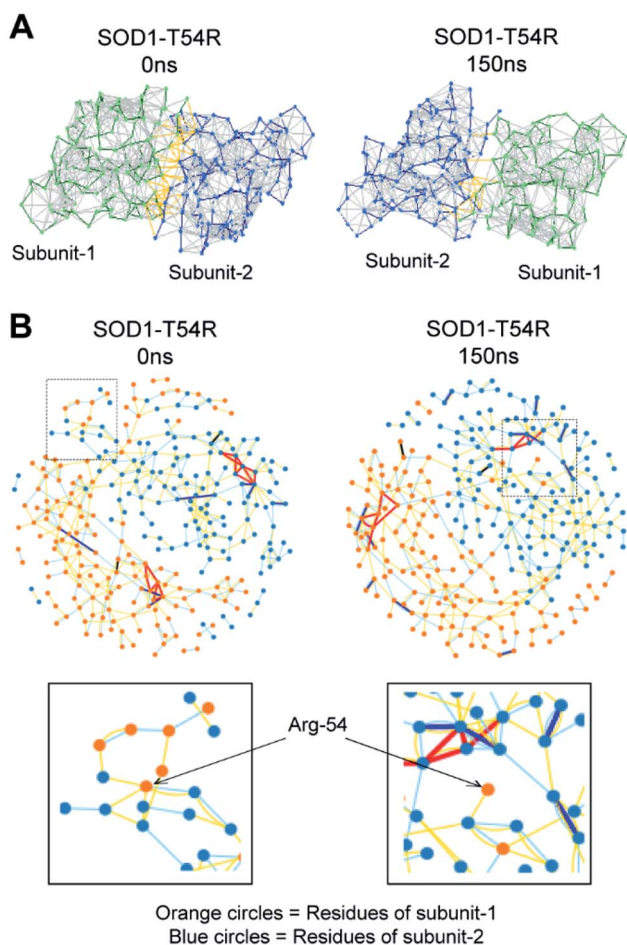 A
SOD1-T54R
0ns
SOD1-T54R
150ns
Subunit-1
Subunit-2
Subunit-2
Subunit-1
B
SOD1-T54R
0ns
SOD1-T54R
150ns
Arg-54
Orange circles = Residues of subunit-1
Blue circles = Residues of subunit-2